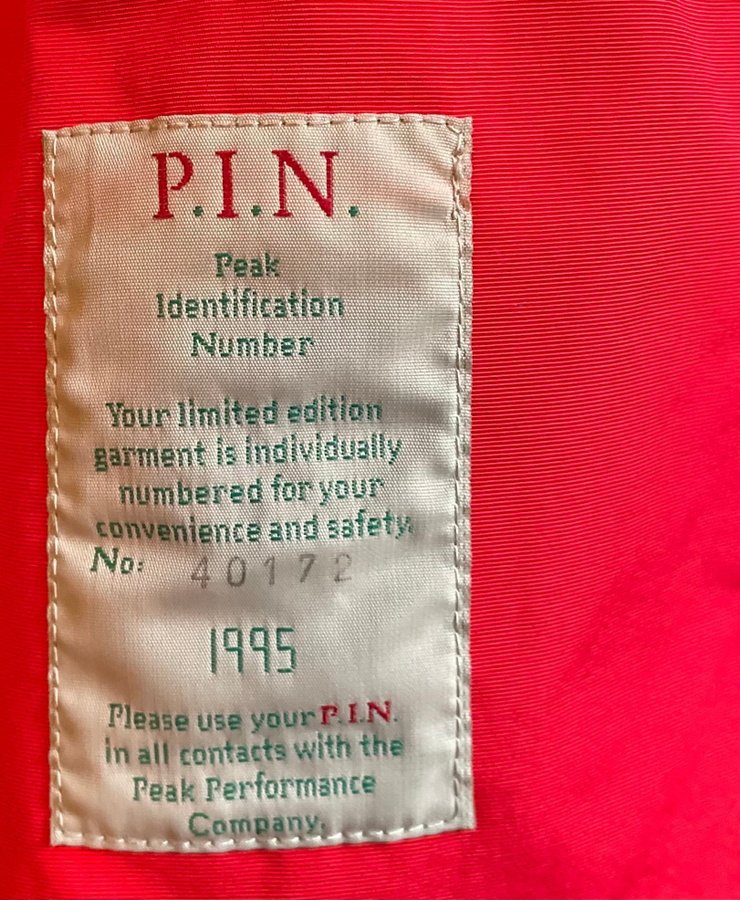 P.I.N.
Peak
Identification
Number
Your limited edition
garment is individually
numbered for your
convenience and safety.
No: 40172
1995
Please use your P.I.N.
in all contacts with the
Peak Performance
Company.